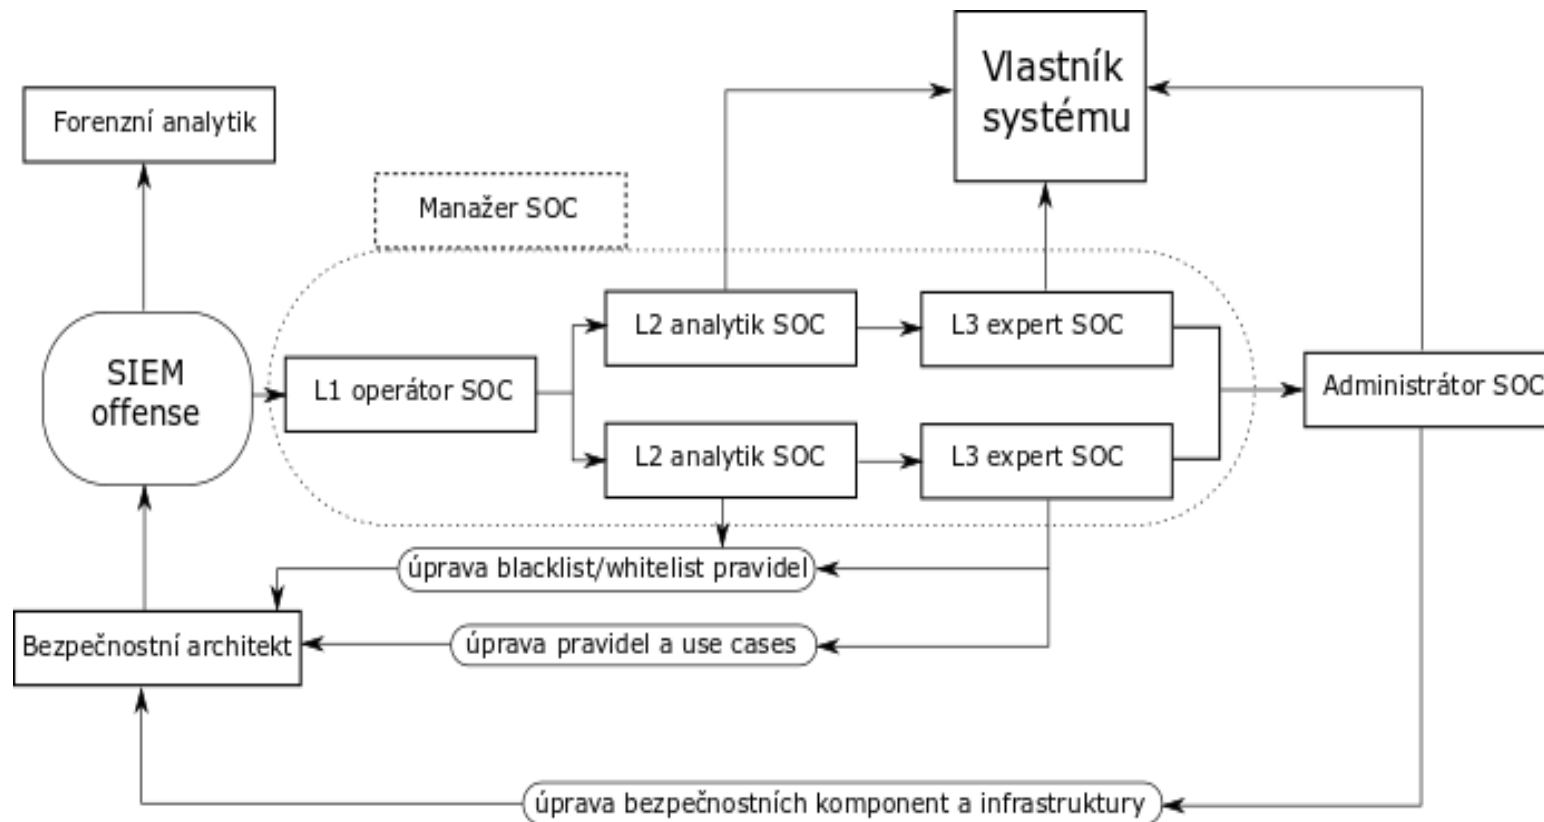 Vlastník
systému
Forenzní analytik
Manažer SOC
L2 analytik SOC
L3 expert SOC
SIEM
offense
L1 operátor SOC
Administrátor SOC
L2 analytik SOC
L3 expert SOC
úprava blacklist/whitelist pravidel
Bezpečnostní architekt
úprava pravidel a use cases
úprava bezpečnostních komponent a infrastruktury